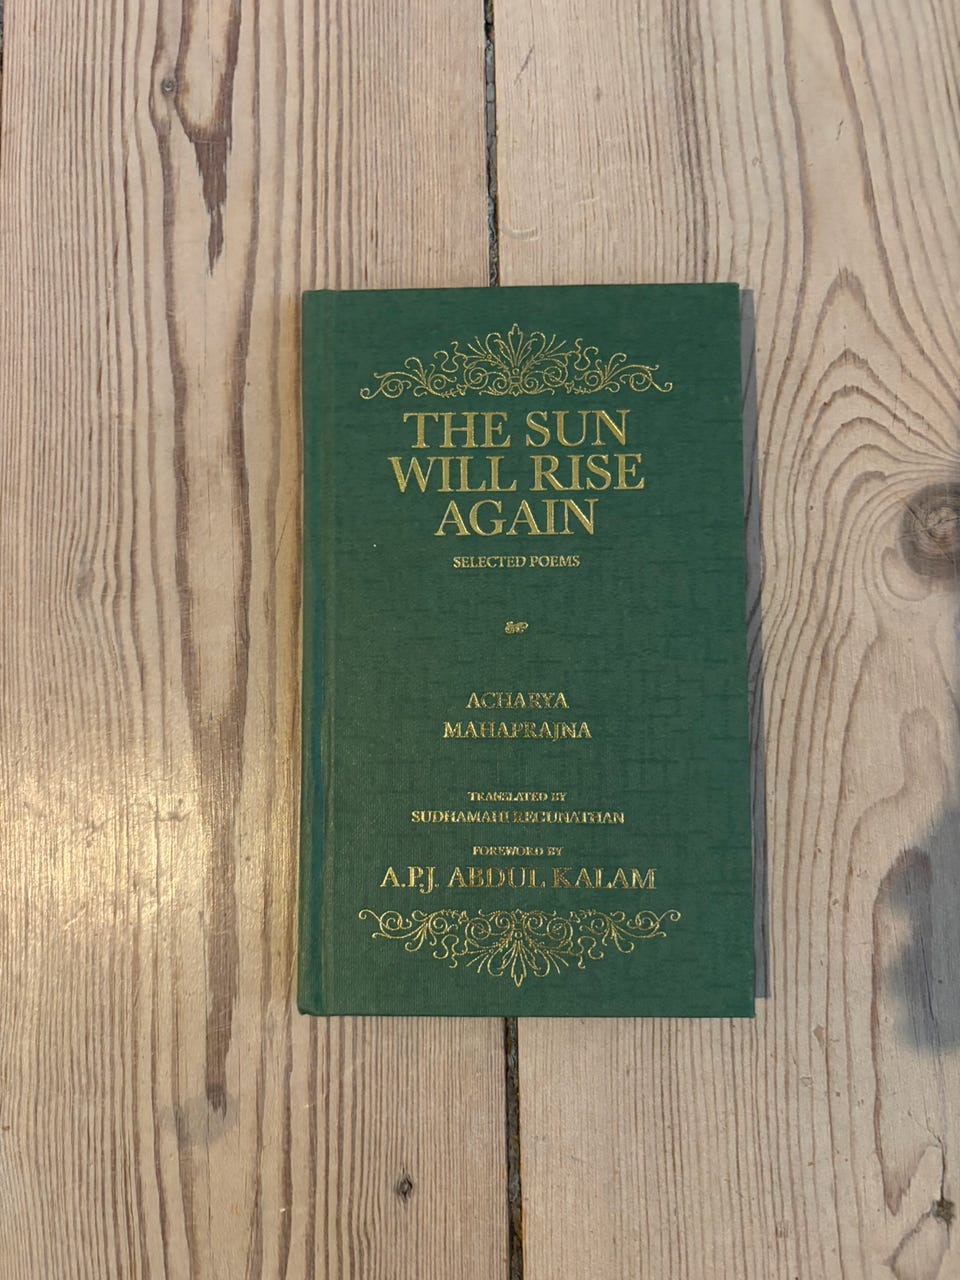 THE SUN
WILL RISE
AGAIN
SELECTED POEMS
ACHARYA
MAHAPRAJNA
TRANSLATED BY
SUDHAMAHI REGUNATHAN
FOREWORD BY
A.P.J. ABDUL KALAM